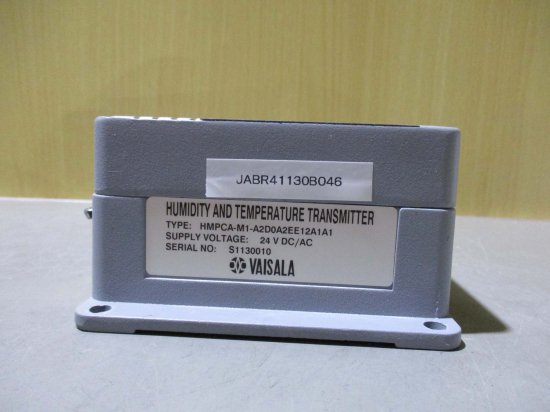 JABR41130B046
HUMIDITY AND TEMPERATURE TRANSMITTER
TYPE: HMPCA-M1-A2D0A2EE12A1A1
SUPPLY VOLTAGE: 24 V DC/AC
SERIAL NO: S1130010
VAISALA